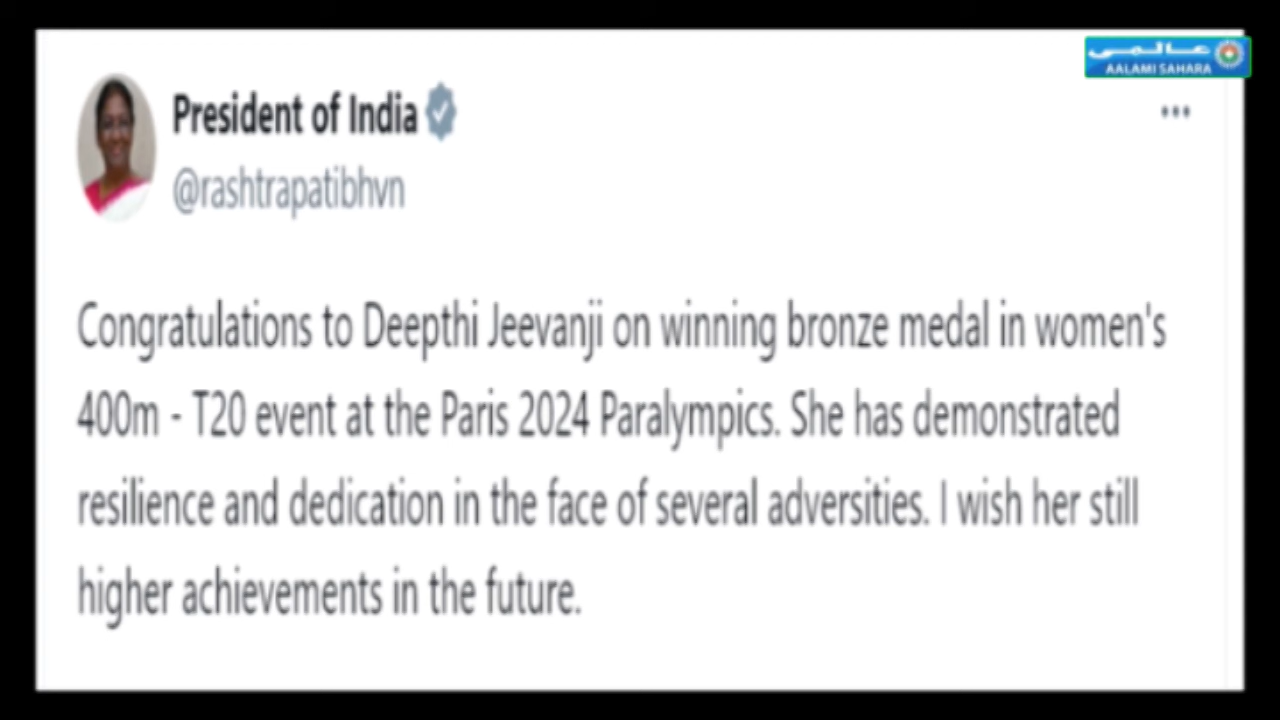 عالمی
AALAMI SAHARA
President of India
@rashtrapatibhvn
Congratulations to Deepthi Jeevanji on winning bronze medal in women's
400m - T20 event at the Paris 2024 Paralympics. She has demonstrated
resilience and dedication in the face of several adversities. I wish her still
higher achievements in the future.